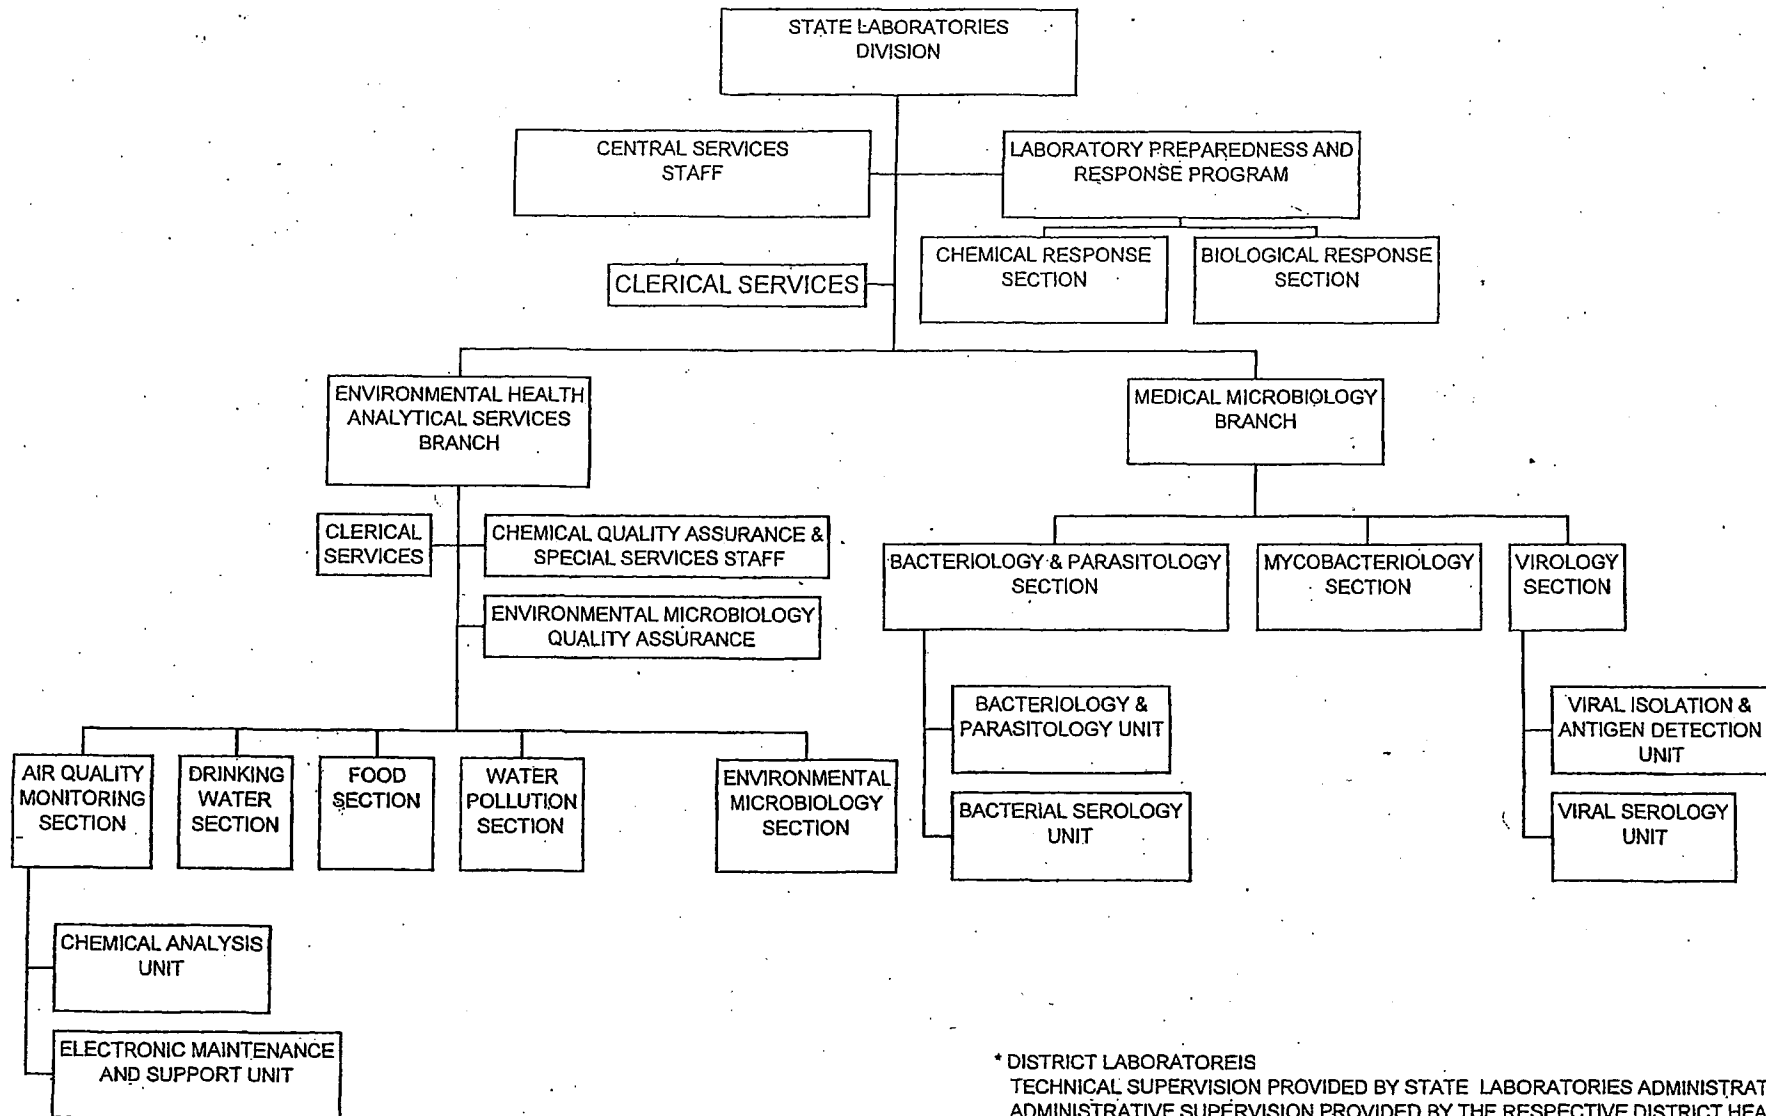 STATE LABORATORIES
DIVISION
CENTRAL SERVICES
STAFF
LABORATORY PREPAREDNESS AND
RESPONSE PROGRAM
CHEMICAL RESPONSE
SECTION
BIOLOGICAL RESPONSE
SECTION
CLERICAL SERVICES
ENVIRONMENTAL HEALTH
ANALYTICAL SERVICES
BRANCH
MEDICAL MICROBIOLOGY
BRANCH
CLERICAL
SERVICES
CHEMICAL QUALITY ASSURANCE &
SPECIAL SERVICES STAFF
ENVIRONMENTAL MICROBIOLOGY
QUALITY ASSURANCE
BACTERIOLOGY & PARASITOLOGY
SECTION
MYCOBACTERIOLOGY
SECTION
VIROLOGY
SECTION
BACTERIOLOGY &
PARASITOLOGY UNIT
VIRAL ISOLATION &
ANTIGEN DETECTION
UNIT
BACTERIAL SEROLOGY
UNIT
VIRAL SEROLOGY
UNIT
AIR QUALITY
MONITORING
SECTION
DRINKING
WATER
SECTION
FOOD
SECTION
WATER
POLLUTION
SECTION
ENVIRONMENTAL
MICROBIOLOGY
SECTION
CHEMICAL ANALYSIS
UNIT
ELECTRONIC MAINTENANCE
AND SUPPORT UNIT
* DISTRICT LABORATOREIS
TECHNICAL SUPERVISION PROVIDED BY STATE LABORATORIES ADMINISTRAT
ADMINISTRATIVE SUPERVISION PROVIDED BY THE RESPECTIVE DISTRICT HEA